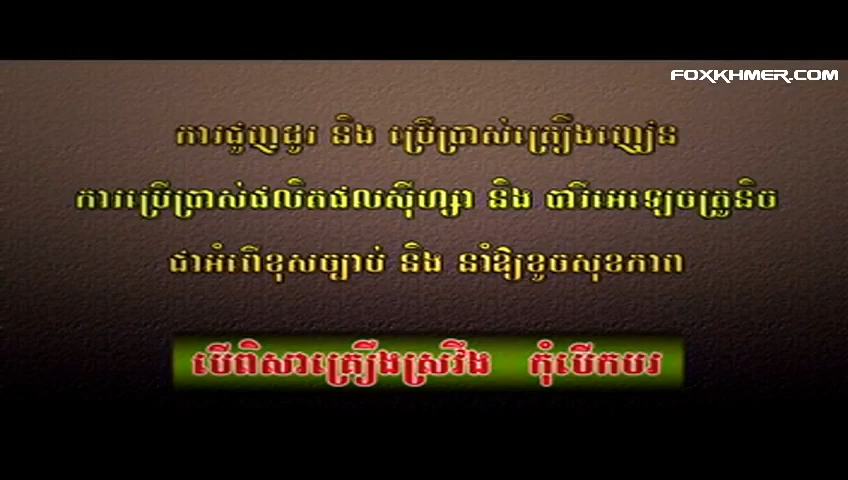 FOXKHMER.COM
ការជួញដូរ និង ប្រើប្រាស់គ្រឿងញៀន
ការប្រើប្រាស់ផលិតផលស៊ីហ្សា និង បារីអេឡេចត្រូនិច
ជាអំពើខុសច្បាប់ និង នាំឱ្យខូចសុខភាព
បើពិសាគ្រឿងស្រវឹង កុំបើកបរ